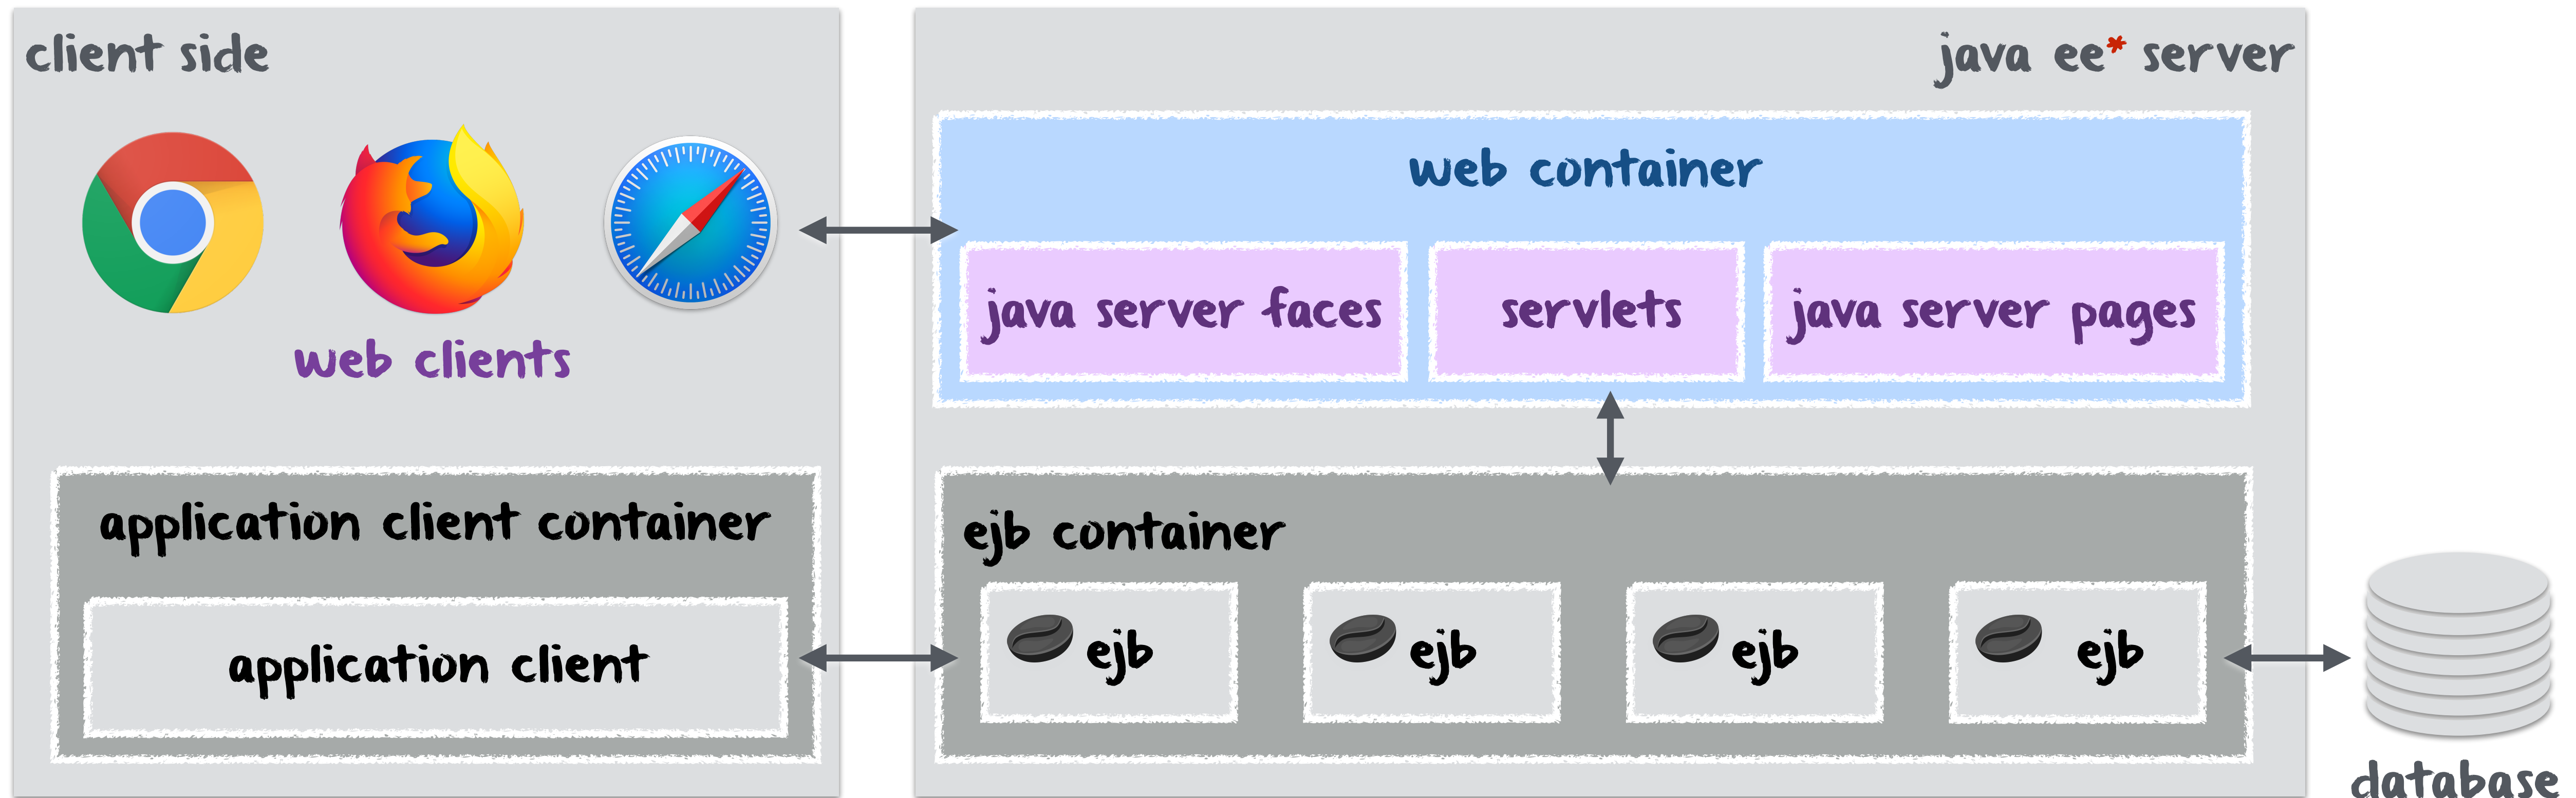 client side
web clients
application client container
application client
java ee* server
web container
java server faces
servlets
java server pages
ejb container
ejb
ejb
ejb
ejb
database